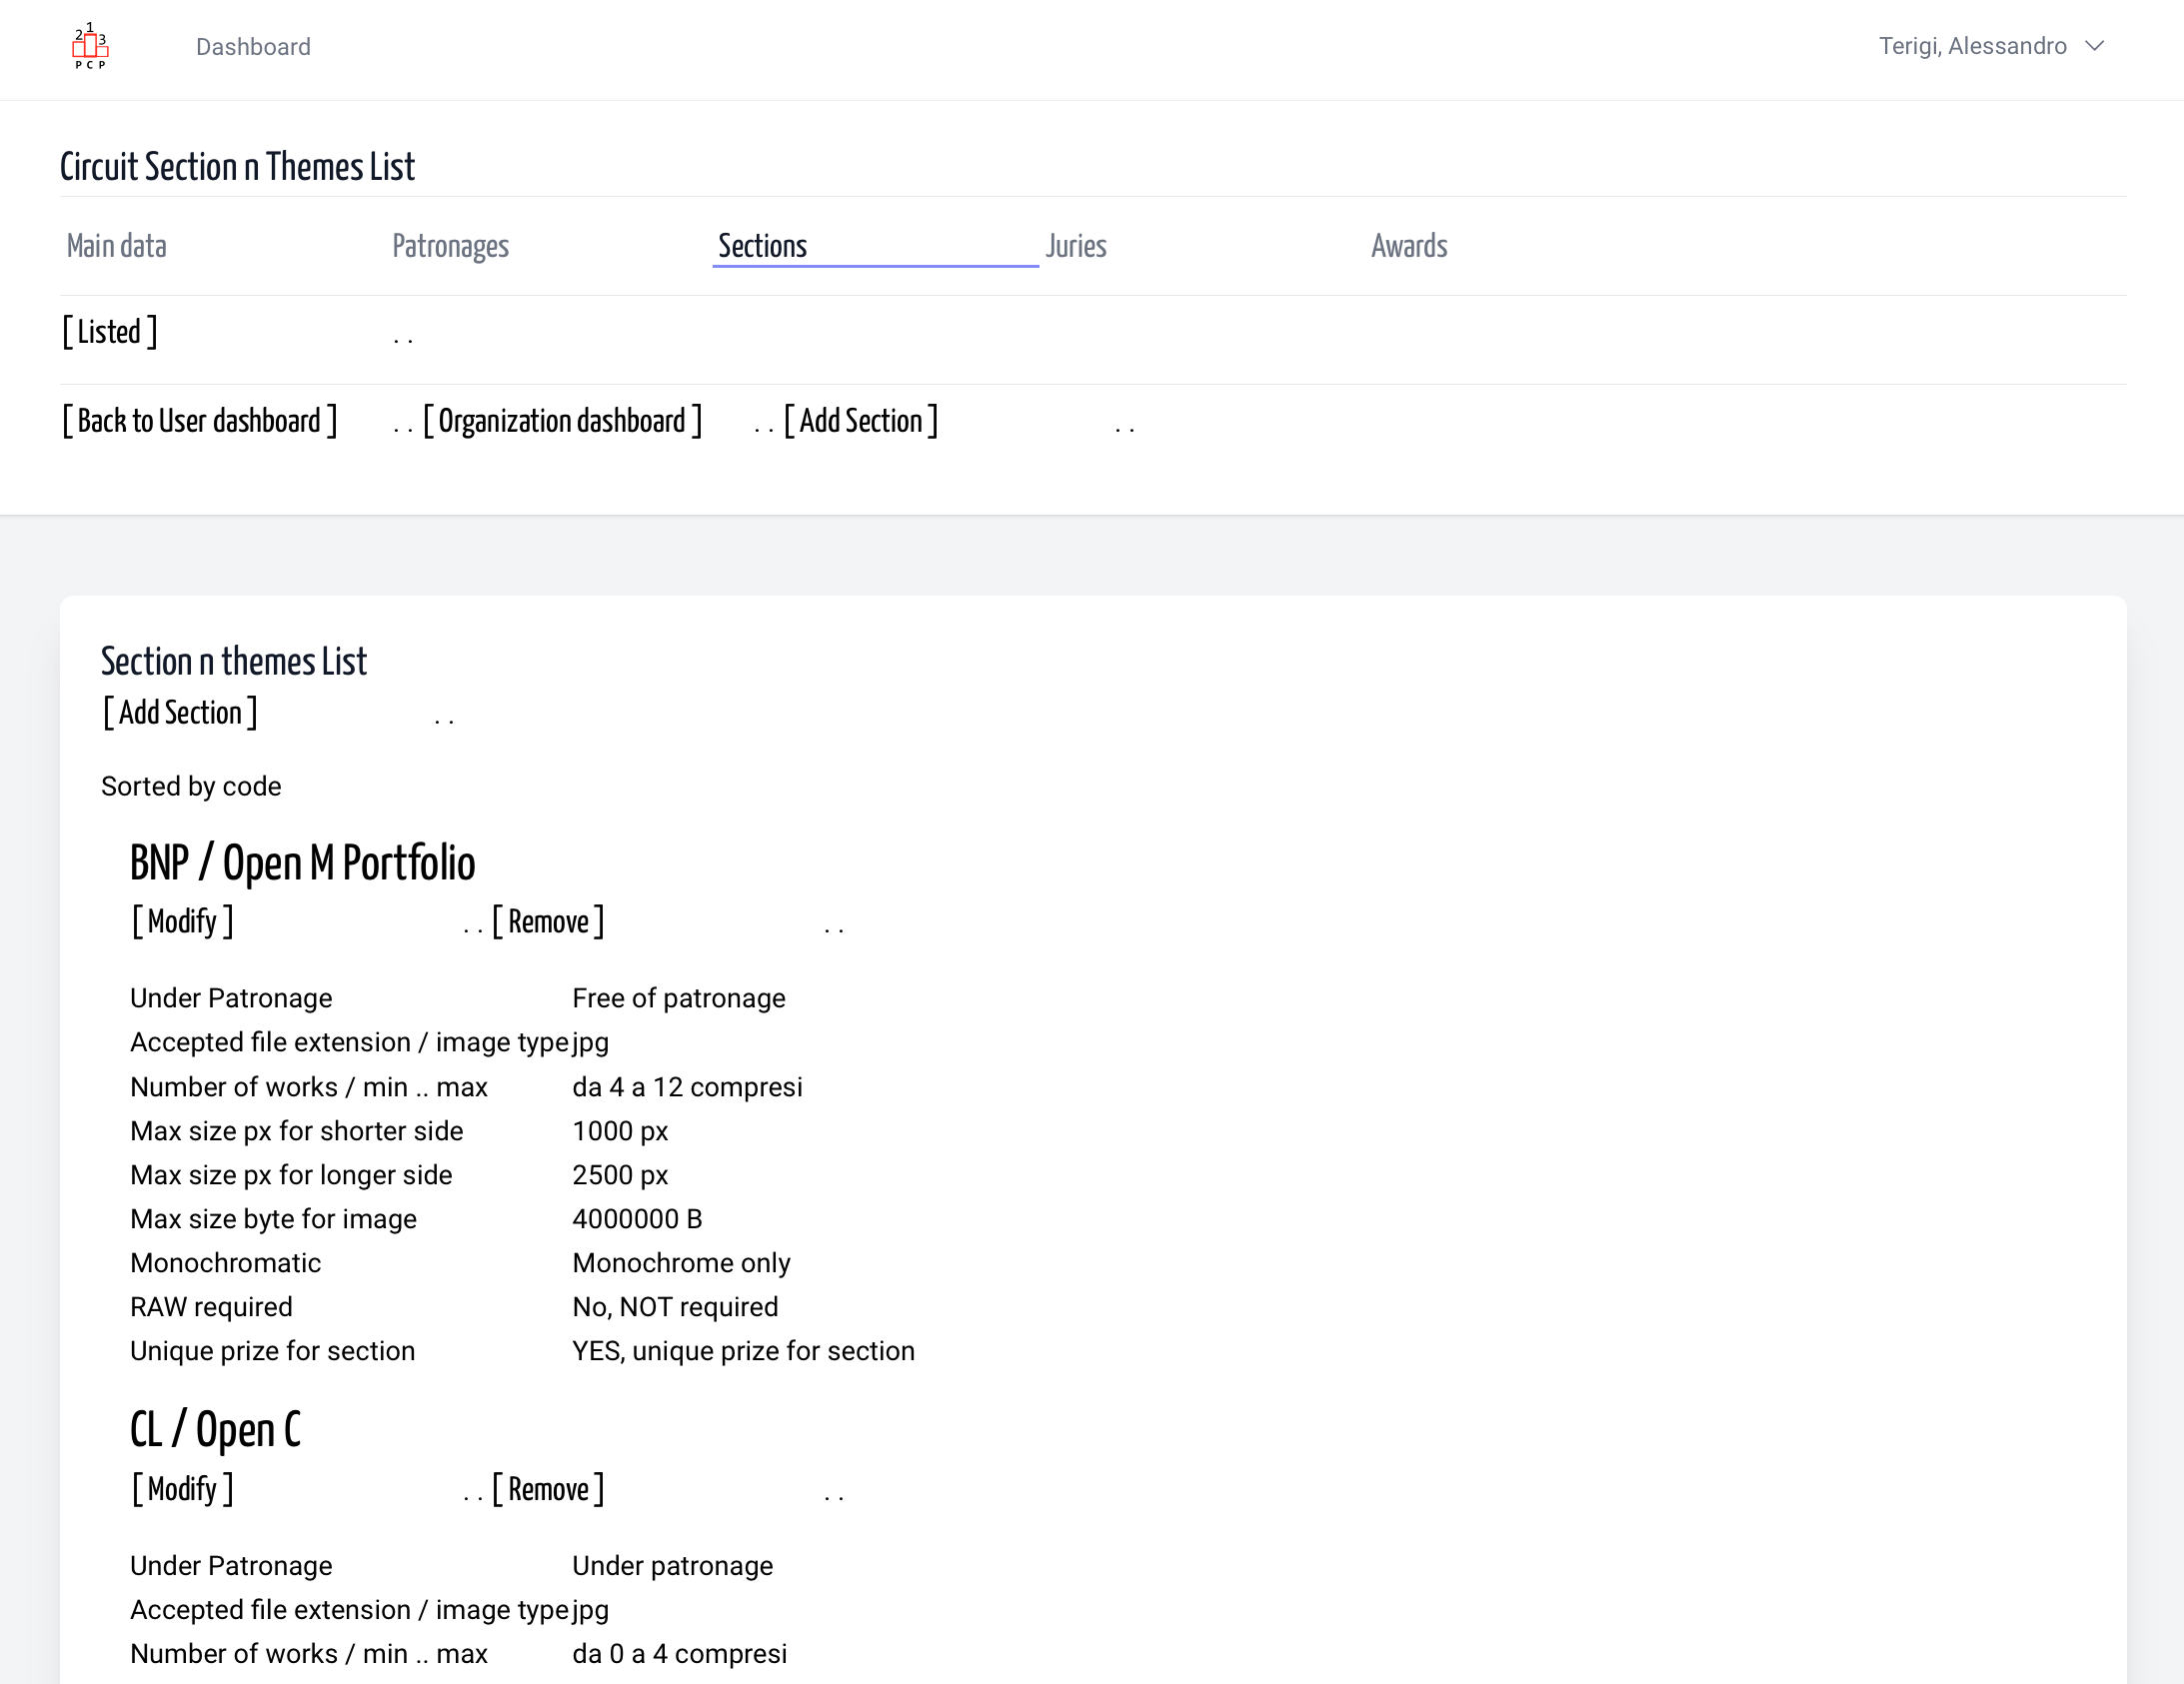 2 1 3
P C P
Dashboard
Terigi, Alessandro
Circuit Section n Themes List
Main data Patronages Sections Juries Awards
[ Listed ] . .
[ Back to User dashboard ] . . [ Organization dashboard ] . . [ Add Section ] . .
Section n themes List
[ Add Section ] . .
Sorted by code
BNP / Open M Portfolio
[ Modify ] . . [ Remove ] . .
Under Patronage Free of patronage
Accepted file extension / image type jpg
Number of works / min .. max da 4 a 12 compresi
Max size px for shorter side 1000 px
Max size px for longer side 2500 px
Max size byte for image 4000000 B
Monochromatic Monochrome only
RAW required No, NOT required
Unique prize for section YES, unique prize for section
CL / Open C
[ Modify ] . . [ Remove ] . .
Under Patronage Under patronage
Accepted file extension / image type jpg
Number of works / min .. max da 0 a 4 compresi